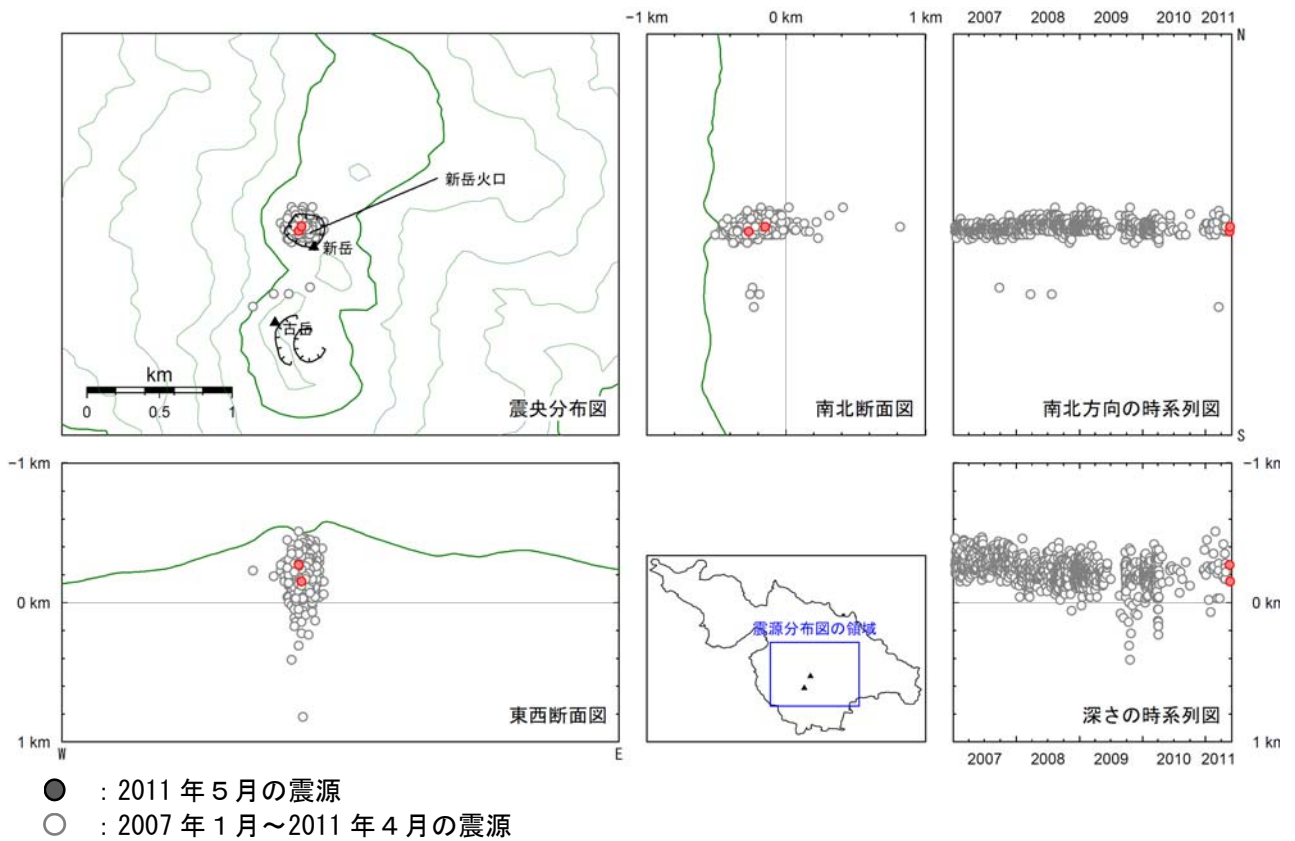 -1 km 0 km 1 km 2007 2008 2009 2010 2011
N
新岳火口
新岳
古岳
km
0 0.5 1
震央分布図
南北断面図
南北方向の時系列図
S
-1 km
-1 km
震源分布図の領域
0 km
0 km
東西断面図
深さの時系列図
1 km
1 km
W E
2007 2008 2009 2010 2011
:2011 年5月の震源
:2007 年1月~2011 年4月の震源